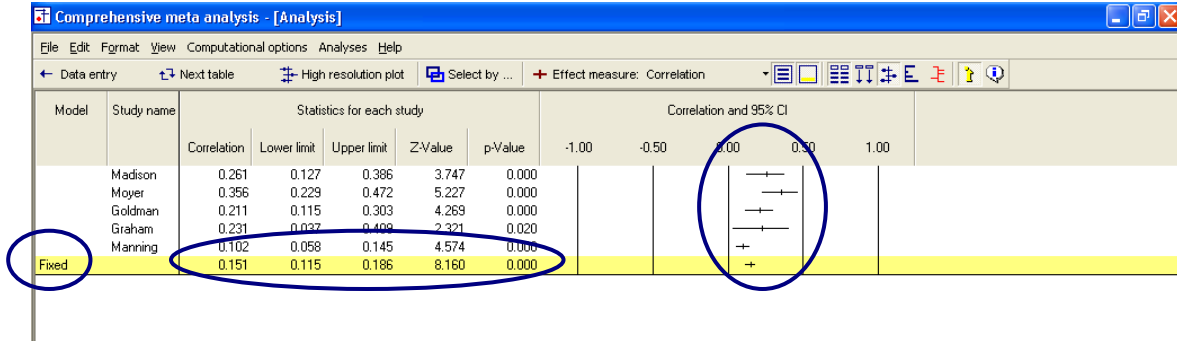 Comprehensive meta analysis - [Analysis]
File Edit Format View Computational options Analyses Help
← Data entry Next table High resolution plot Select by ... Effect measure: Correlation
Model Study name Statistics for each study Correlation and 95% CI
Correlation Lower limit Upper limit Z-Value p-Value -1.00 -0.50 0.00 0.50 1.00
Madison 0.261 0.127 0.386 3.747 0.000
Moyer 0.356 0.229 0.472 5.227 0.000
Goldman 0.211 0.115 0.303 4.269 0.000
Graham 0.231 0.037 0.409 2.321 0.020
Manning 0.102 0.058 0.145 4.574 0.000
Fixed 0.151 0.115 0.186 8.160 0.000